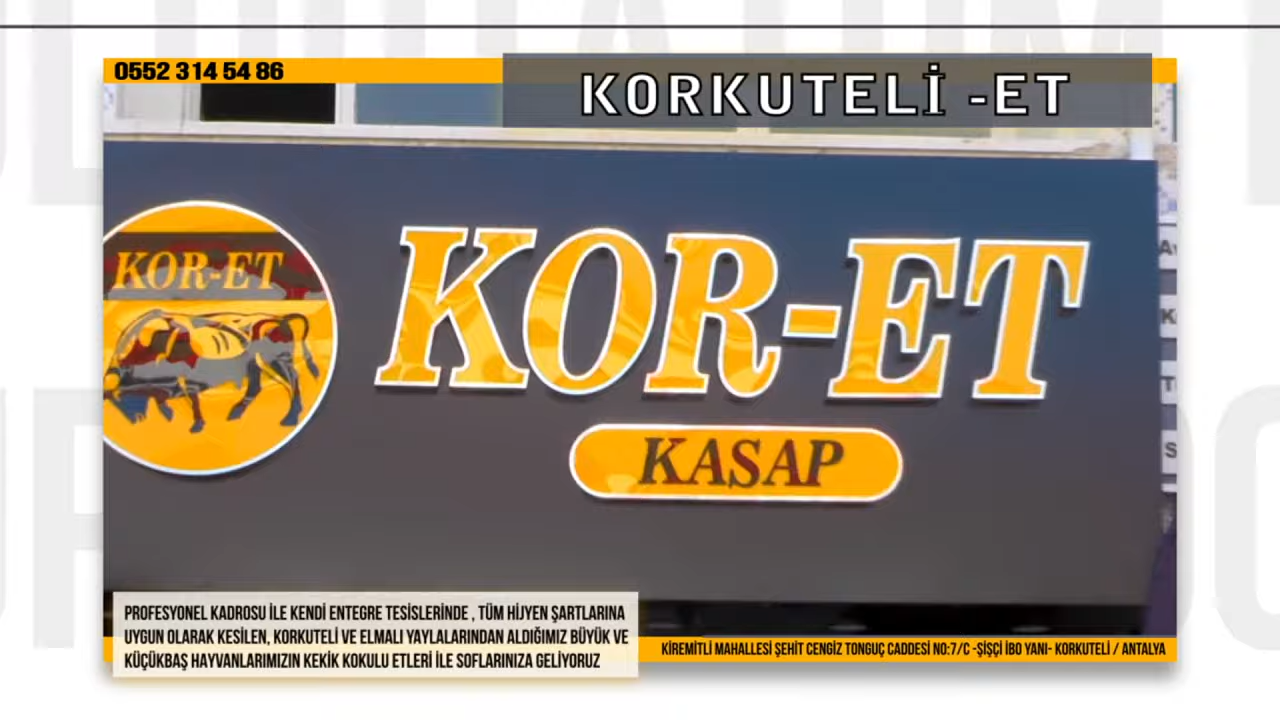 0552 314 54 86
KORKUTELİ -ET
KOR-ET
KOR-ET
KASAP
PROFESYONEL KADROSU İLE KENDİ ENTEGRE TESİSLERİNDE , TÜM HİJYEN ŞARTLARINA
UYGUN OLARAK KESİLEN, KORKUTELİ VE ELMALI YAYLALARINDAN ALDIĞIMIZ BÜYÜK VE
KÜÇÜKBAŞ HAYVANLARIMIZIN KEKİK KOKULU ETLERİ İLE SOFLARINIZA GELİYORUZ
KİREMİTLİ MAHALLESİ ŞEHİT CENGİZ TONGUÇ CADDESİ NO:7/C -ŞİŞÇİ İBO YANI- KORKUTELİ / ANTALYA